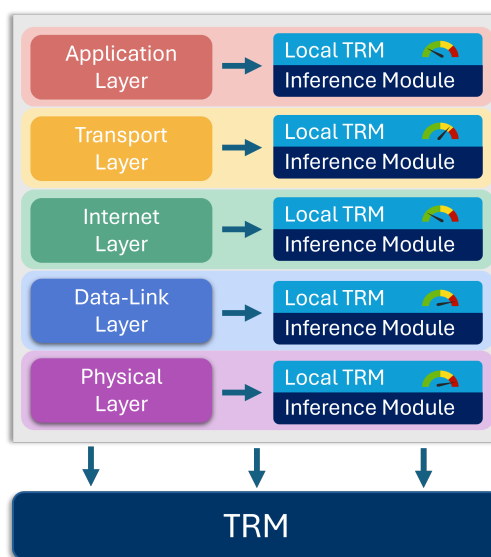 Application
Layer
Local TRM
Inference Module
Transport
Layer
Local TRM
Inference Module
Internet
Layer
Local TRM
Inference Module
Data-Link
Layer
Local TRM
Inference Module
Physical
Layer
Local TRM
Inference Module
TRM